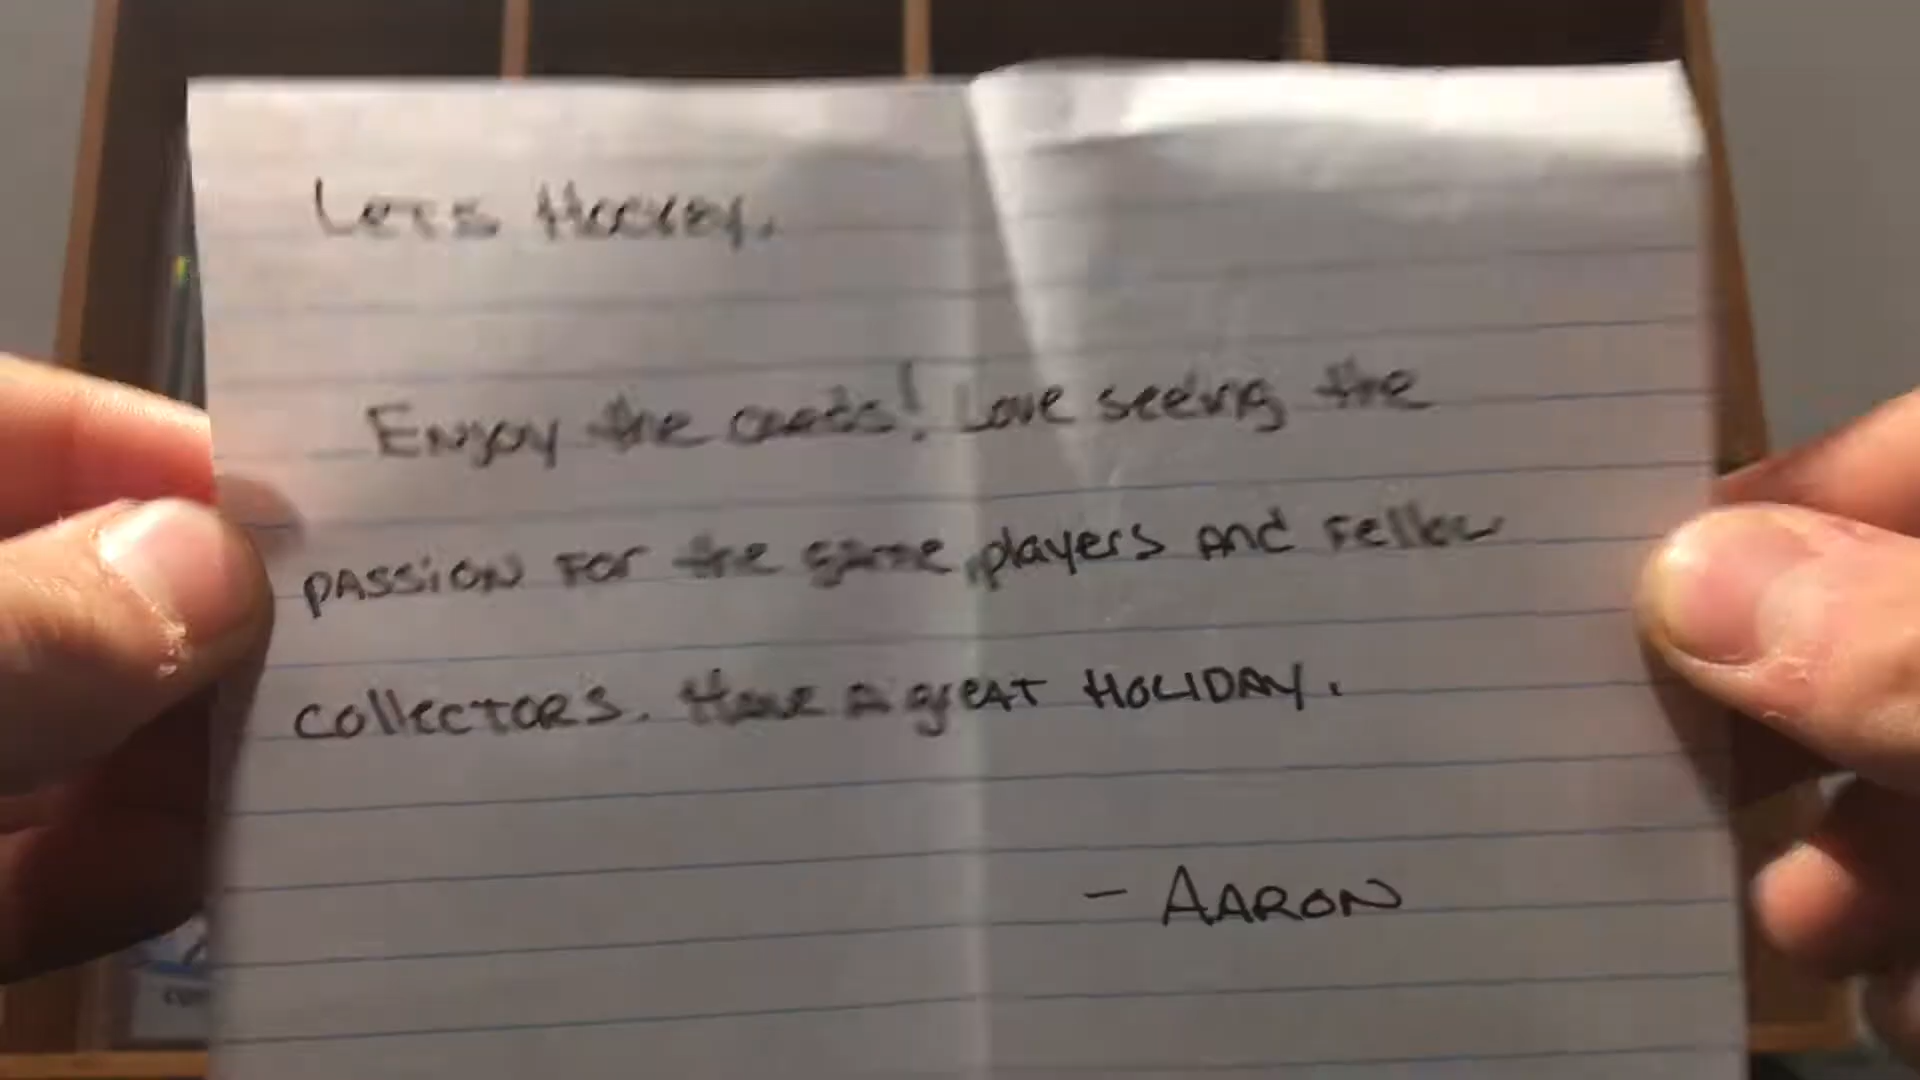 Lets Hockey,
Enjoy the cards! Love seeing the
passion for the game, players and fellow
collectors. Have a great HOLIDAY.
- AARON